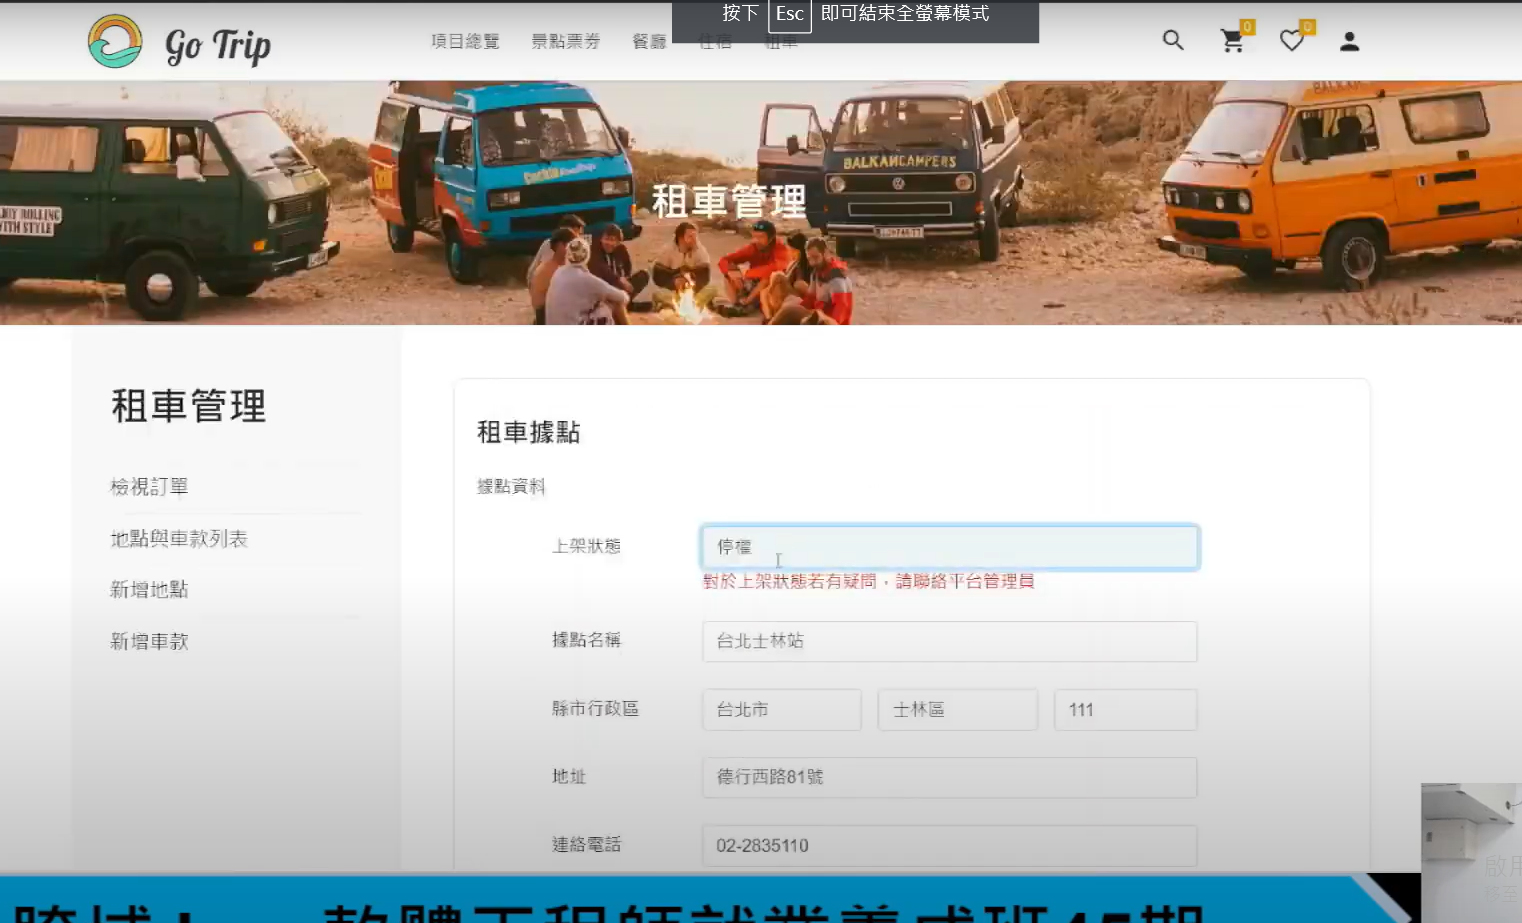 按下 Esc 即可結束全螢幕模式
Go Trip
項目總覽 景點票券 餐廳 住宿 租車
0 0
BALKANCAMPERS
租車管理
租車管理
檢視訂單
地點與車款列表
新增地點
新增車款
租車據點
據點資料
上架狀態 停權
對於上架狀態若有疑問，請聯絡平台管理員
據點名稱 台北士林站
縣市行政區 台北市 士林區 111
地址 德行西路81號
連絡電話 02-2835110